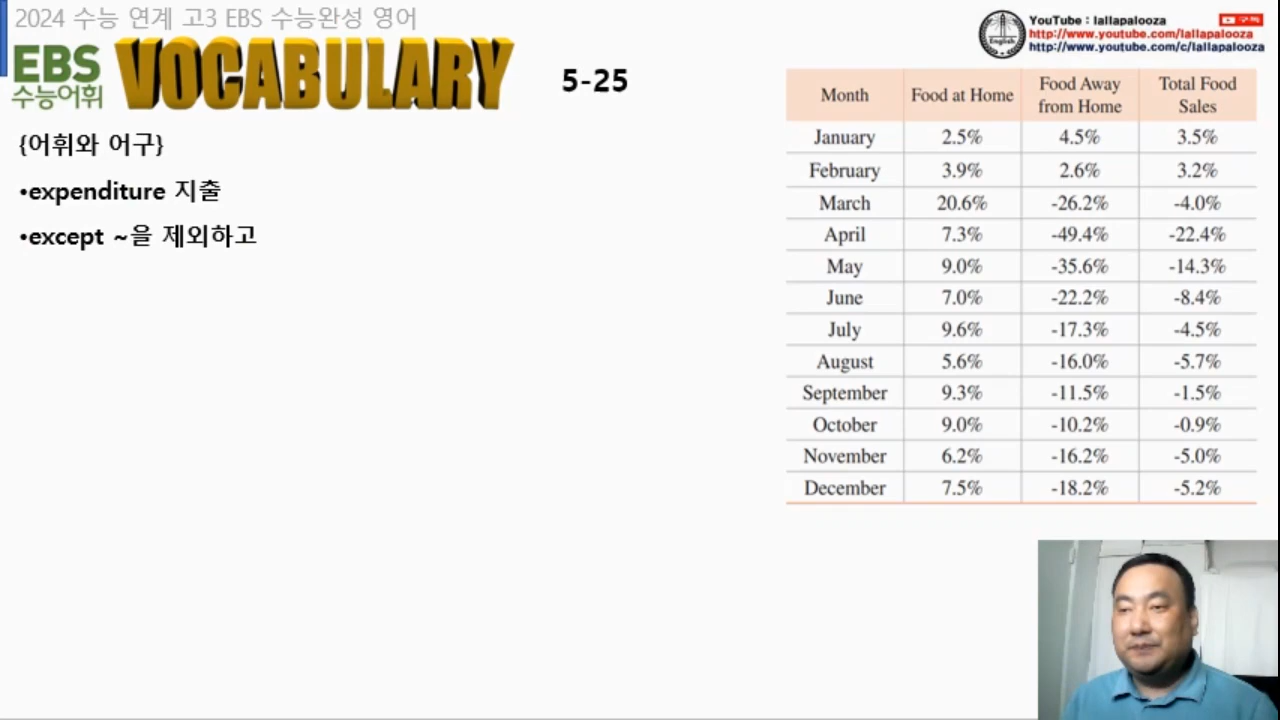 2024 수능 연계 고3 EBS 수능완성 영어
EBS
수능어휘
VOCABULARY
5-25
{어휘와 어구}
•expenditure 지출
•except ~을 제외하고
YouTube : lallapalooza
구독
http://www.youtube.com/lallapalooza
http://www.youtube.com/c/lallapalooza
English
Month Food at Home Food Away from Home Total Food Sales
January 2.5% 4.5% 3.5%
February 3.9% 2.6% 3.2%
March 20.6% -26.2% -4.0%
April 7.3% -49.4% -22.4%
May 9.0% -35.6% -14.3%
June 7.0% -22.2% -8.4%
July 9.6% -17.3% -4.5%
August 5.6% -16.0% -5.7%
September 9.3% -11.5% -1.5%
October 9.0% -10.2% -0.9%
November 6.2% -16.2% -5.0%
December 7.5% -18.2% -5.2%